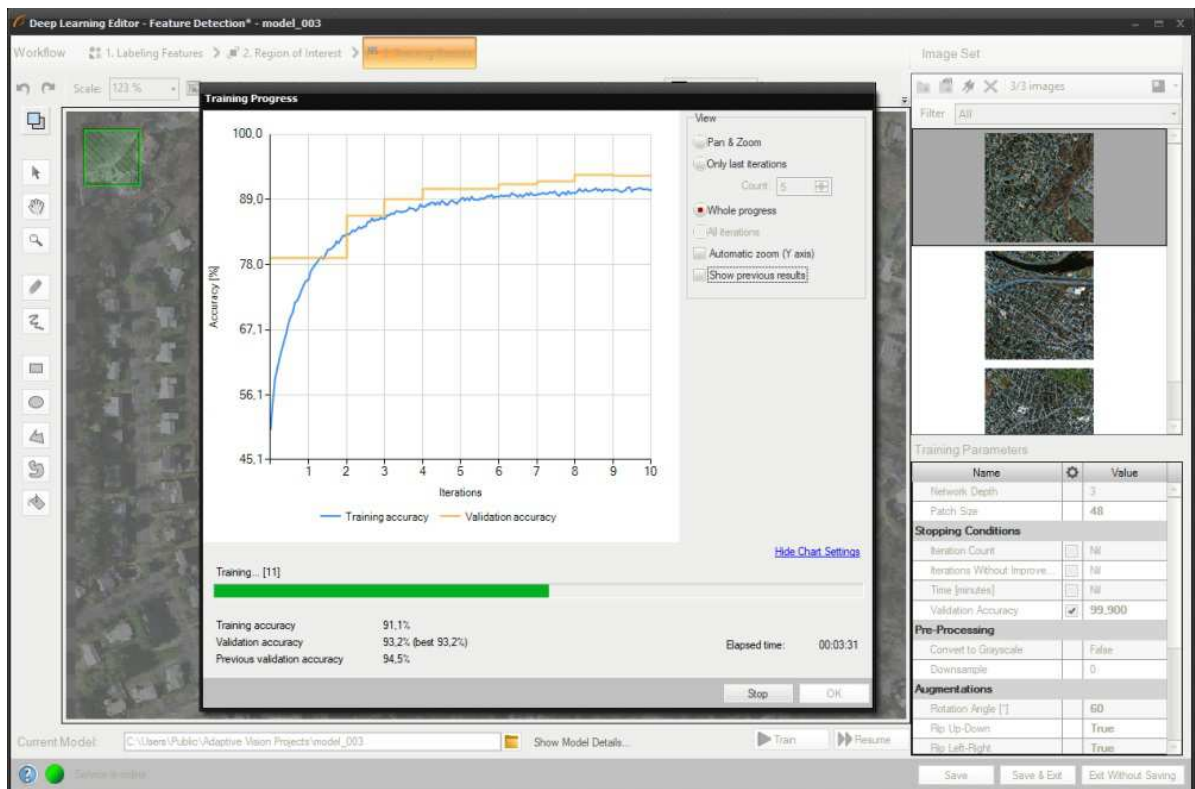 Deep Learning Editor - Feature Detection* - model_003
Workflow
1. Labeling Features
2. Region of Interest
Image Set
Scale: 123 %
3/3 images
Filter All
Training Progress
100,0
89,0
78,0
67,1
56,1
45,1
Accuracy [%]
1 2 3 4 5 6 7 8 9 10
Iterations
Training accuracy
Validation accuracy
View
Pan & Zoom
Only last iterations
Count: 5
Whole progress
All iterations
Automatic zoom (Y axis)
Show previous results
Hide Chart Settings
Training... [11]
Training accuracy 91,1%
Validation accuracy 93,2% (best 93,2%)
Previous validation accuracy 94,5%
Elapsed time: 00:03:31
Stop
OK
Training Parameters
Name Value
Network Depth 3
Patch Size 48
Stopping Conditions
Iteration Count Nil
Iterations Without Improve...  Nil
Time [minutes] Nil
Validation Accuracy 99,900
Pre-Processing
Convert to Grayscale False
Downsample 0
Augmentations
Rotation Angle [°] 60
Flip Up-Down True
Flip Left-Right True
Current Model: C:\Users\Public\Adaptive Vision Projects\model_003
Show Model Details...
Train
Resume
Save
Save & Exit
Exit Without Saving